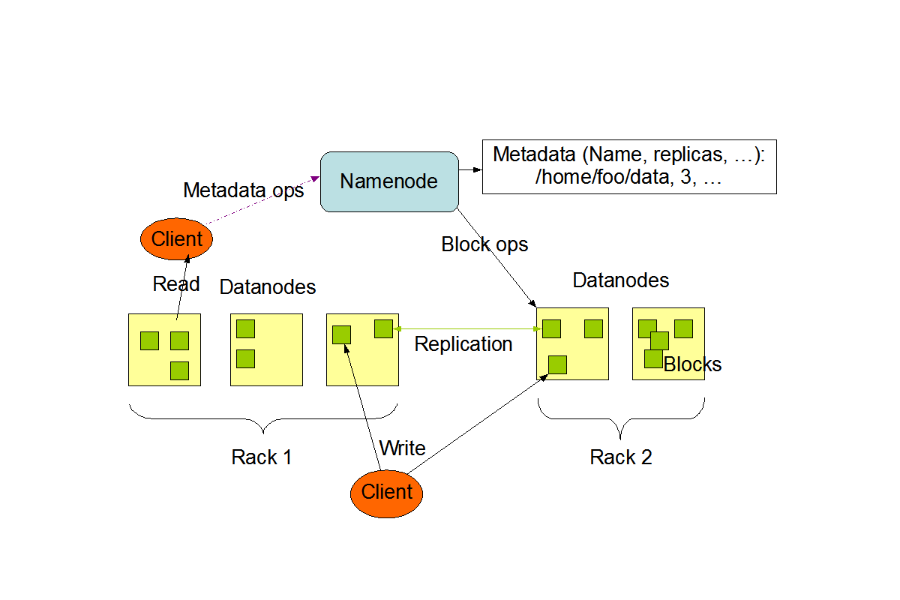 Metadata (Name, replicas, …):
/home/foo/data, 3, …
Namenode
Metadata ops
Client
Block ops
Read
Datanodes
Datanodes
Replication
Blocks
Rack 1
Write
Rack 2
Client